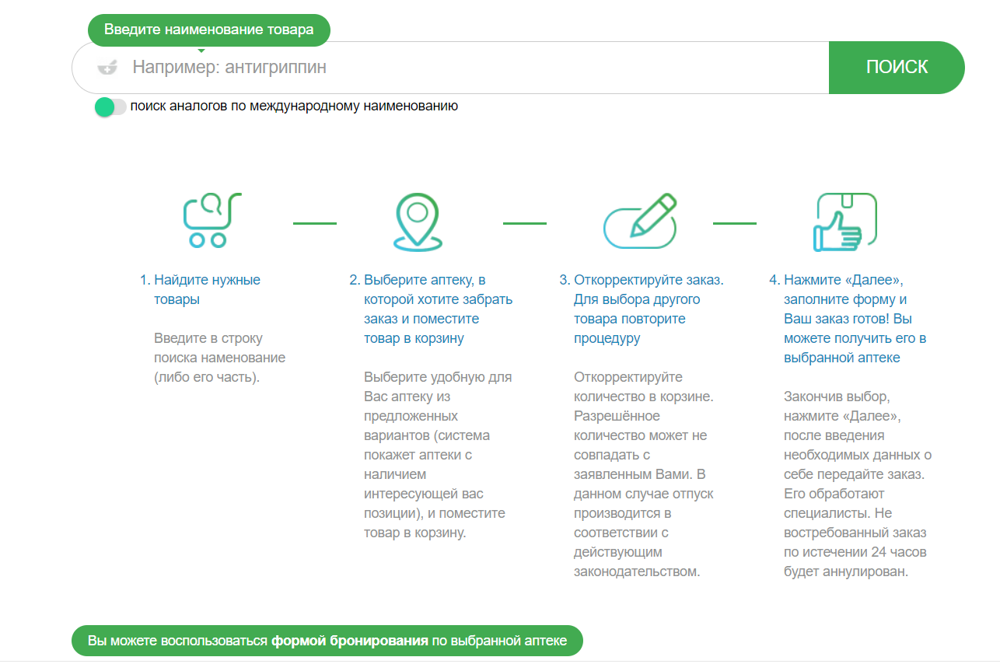 Введите наименование товара
Например: антигриппин
ПОИСК
поиск аналогов по международному наименованию
1. Найдите нужные
товары
Введите в строку
поиска наменование
(либо его часть).
2. Выберите аптеку, в
которой хотите забрать
заказ и поместите
товар в корзину
Выберите удобную для
Вас аптеку из
предложенных
вариантов (система
покажет аптеки с
наличием
интересующей вас
позиции), и поместите
товар в корзину.
3. Откорректируйте заказ.
Для выбора другого
товара повторите
процедуру
Откорректируйте
количество в корзине.
Разрешённое
количество может не
совпадать с
заявленным Вами. В
данном случае отпуск
производится в
соответствии с
действующим
законодательством.
4. Нажмите «Далее»,
заполните форму и
Ваш заказ готов! Вы
можете получить его в
выбранной аптеке
Закончив выбор,
нажмите «Далее»,
после введения
необходимых данных о
себе передайте заказ.
Его обработают
специалисты. Не
востребованный заказ
по истечении 24 часов
будет аннулирован.
Вы можете воспользоваться формой бронирования по выбранной аптеке